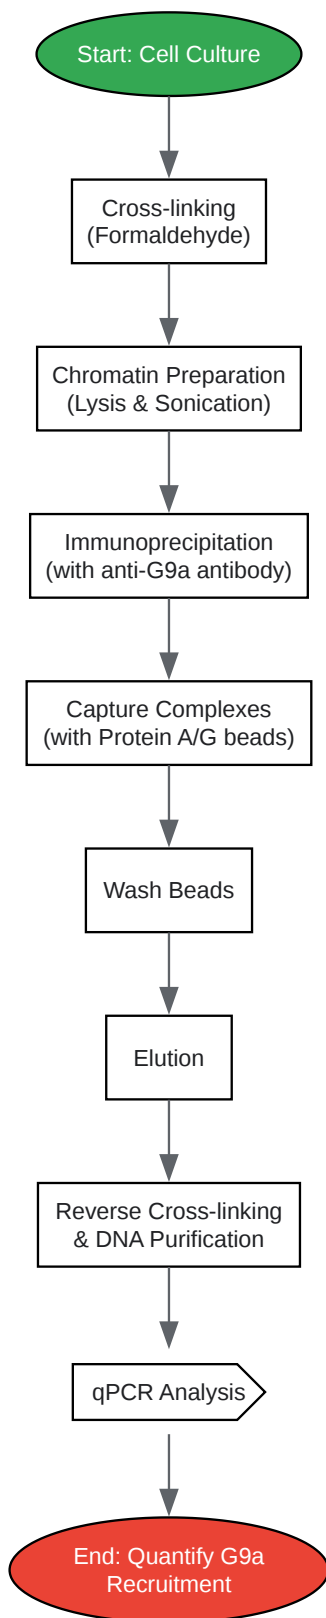 Start: Cell Culture
Cross-linking
(Formaldehyde)
Chromatin Preparation
(Lysis & Sonication)
Immunoprecipitation
(with anti-G9a antibody)
Capture Complexes
(with Protein A/G beads)
Wash Beads
Elution
Reverse Cross-linking
& DNA Purification
qPCR Analysis
End: Quantify G9a
Recruitment